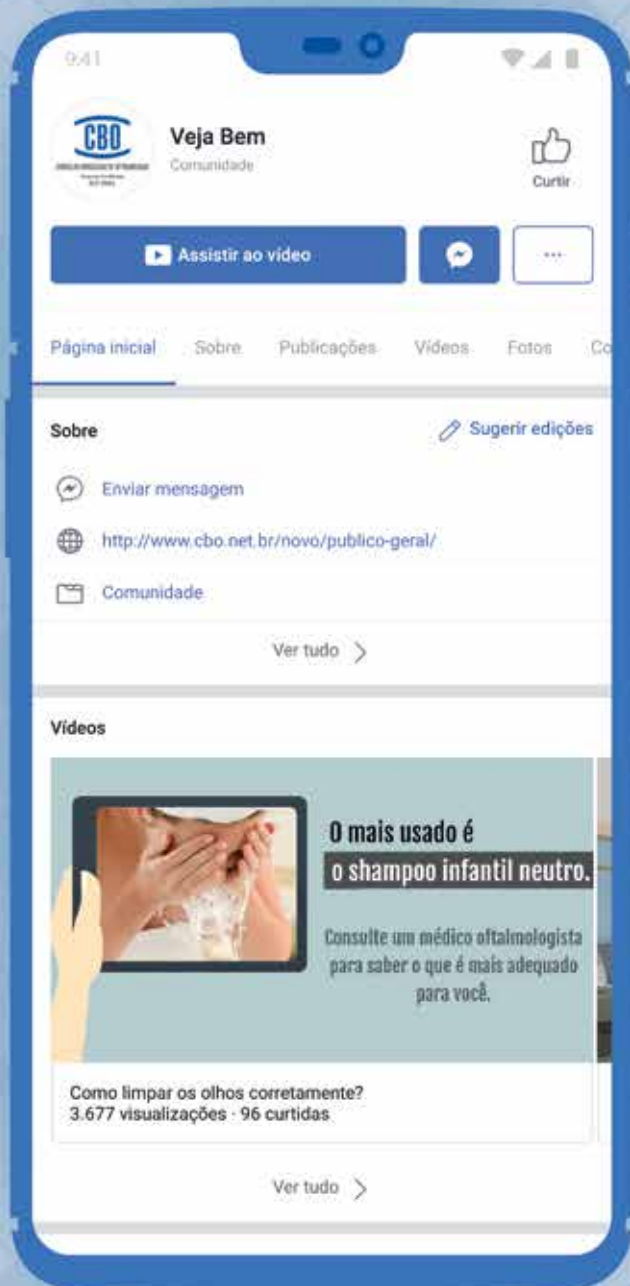 9:41
CBO
Veja Bem
Comunidade
Curtir
Assistir ao vídeo
...
Página inicial Sobre Publicações Vídeos Fotos Co
Sobre
Sugerir edições
Enviar mensagem
http://www.cbo.net.br/novo/publico-geral/
Comunidade
Ver tudo
Vídeos
O mais usado é
o shampoo infantil neutro.
Consulte um médico oftalmologista
para saber o que é mais adequado
para você.
Como limpar os olhos corretamente?
3.677 visualizações · 96 curtidas
Ver tudo